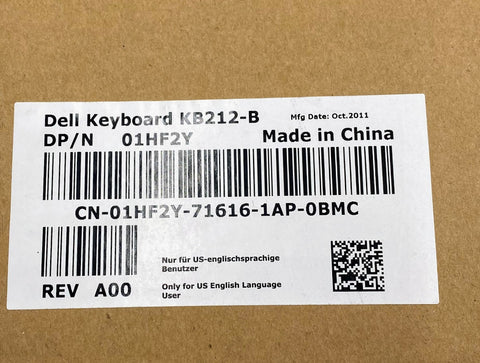 Dell Keyboard KB212-B Mfg Date: Oct.2011
DP/N 01HF2Y Made in China
CN-01HF2Y-71616-1AP-0BMC
Nur für US-englischsprachige
Benutzer
Only for US English Language
User
REV A00